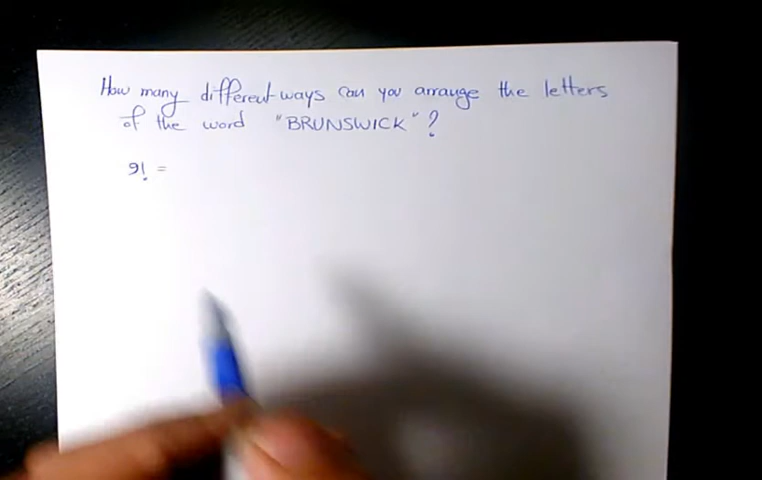 How many different ways can you arrange the letters
of the word "BRUNSWICK"?
9! =